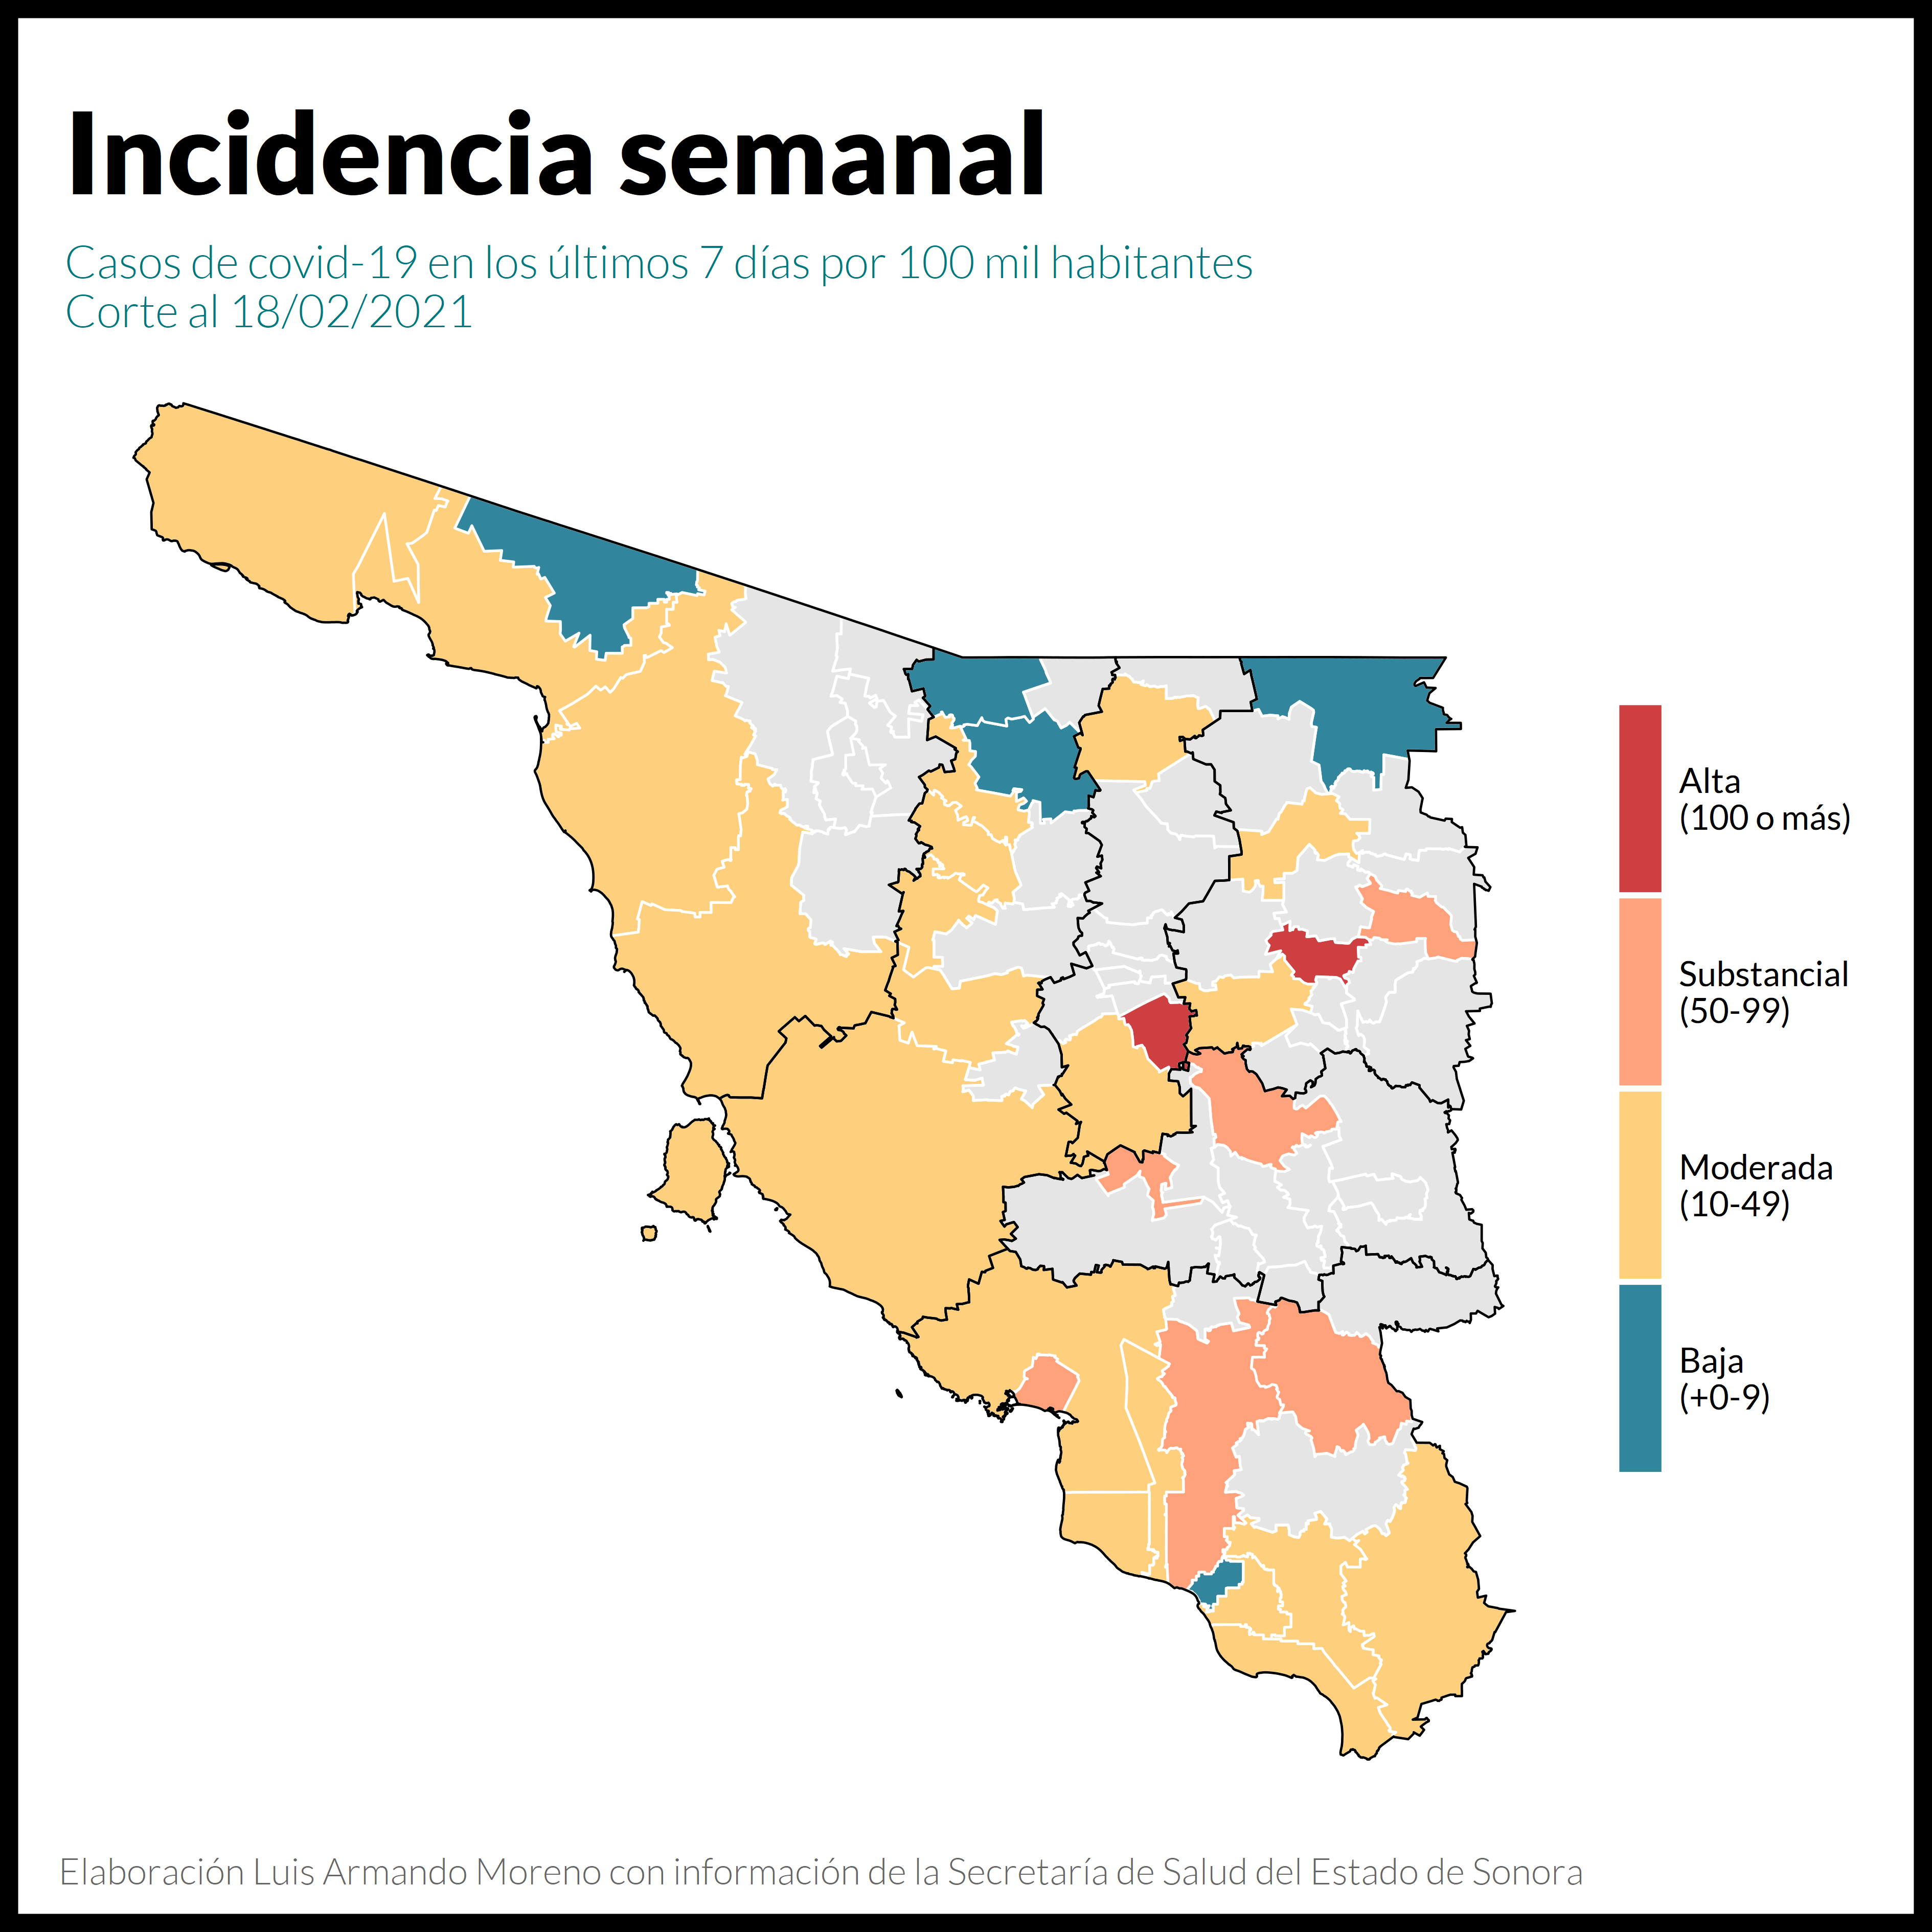 Incidencia semanal
Casos de covid-19 en los últimos 7 días por 100 mil habitantes
Corte al 18/02/2021
Alta
(100 o más)
Substancial
(50-99)
Moderada
(10-49)
Baja
(+0-9)
Elaboración Luis Armando Moreno con información de la Secretaría de Salud del Estado de Sonora